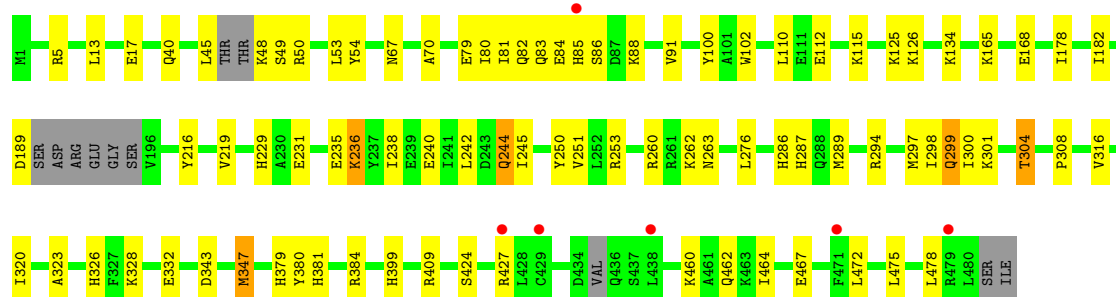 M1 R5 L13 E17 Q40 L45 THR THR K48 S49 R50 L53 Y54 N67 A70 E79 I80 I81 Q82 Q83 E84 H85 S86 D87 K88 V91 Y100 A101 W102 L110 E111 E112 K115 K125 K126 K134 K165 E168 I178 I182
D189 SER ASP ARG GLU GLY SER V196 Y216 V219 H229 A230 E231 E235 K236 Y237 I238 E239 E240 I241 L242 D243 Q244 I245 Y250 V251 L252 R253 R260 R261 K262 N263 L276 H286 H287 Q288 M289 R294 M297 I298 Q299 I300 K301 T304 P308 V316
I320 A323 H326 F327 K328 E332 D343 M347 H379 Y380 H381 R384 H399 R409 S424 R427 L428 C429 D434 VAL Q436 S437 L438 K460 A461 Q462 K463 I464 E467 F471 L472 L475 L478 R479 L480 SER ILE